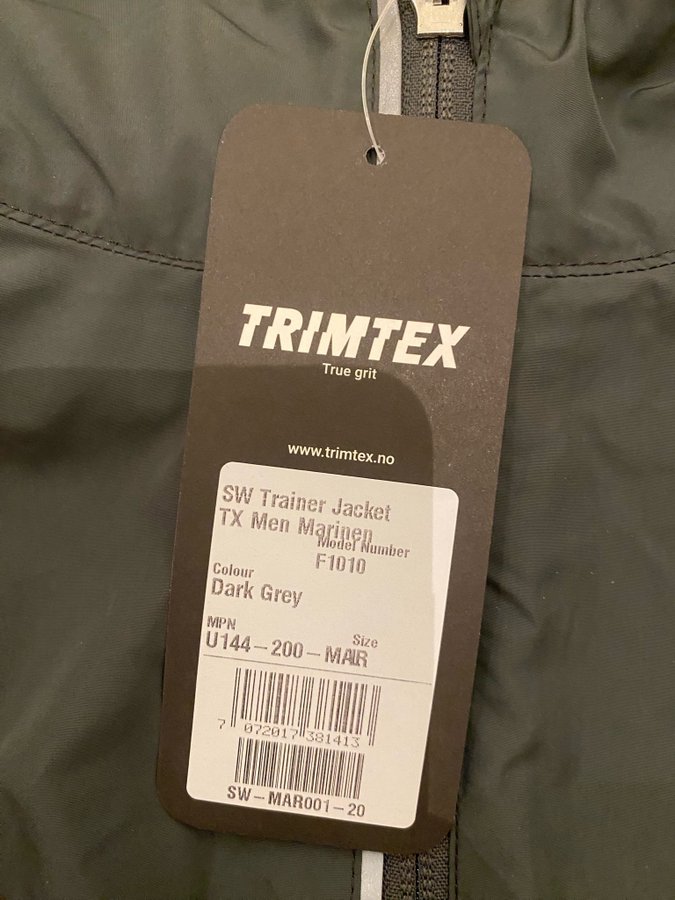 TRIMTEX
True grit
www.trimtex.no
SW Trainer Jacket
TX Men Marinen
Model Number
F1010
Colour
Dark Grey
MPN
Size
U144-200-MAR
7 072017 381413
SW-MAR001-20